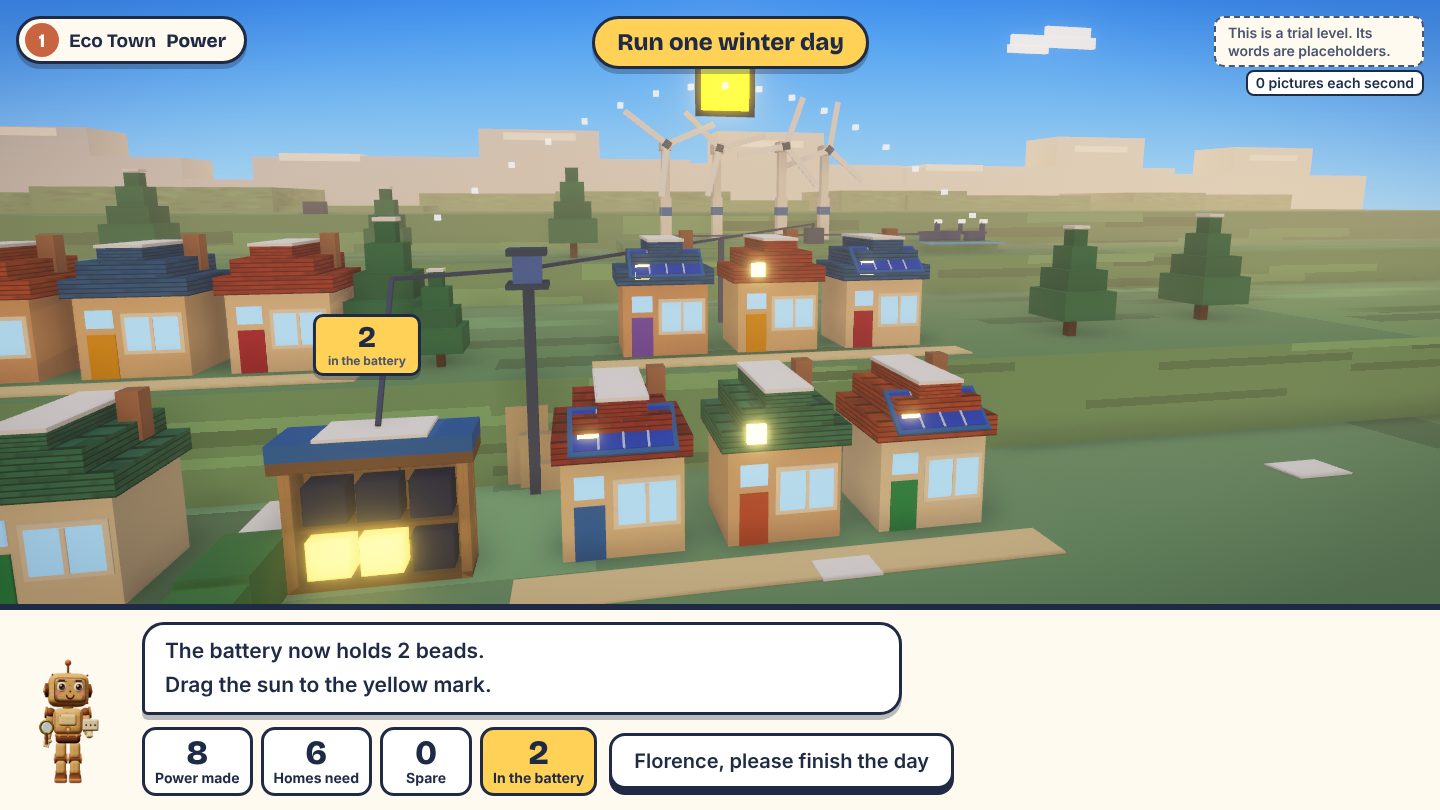 1 Eco Town Power
Run one winter day
This is a trial level. Its
words are placeholders.
0 pictures each second
2
in the battery
The battery now holds 2 beads.
Drag the sun to the yellow mark.
8
Power made
6
Homes need
0
Spare
2
In the battery
Florence, please finish the day